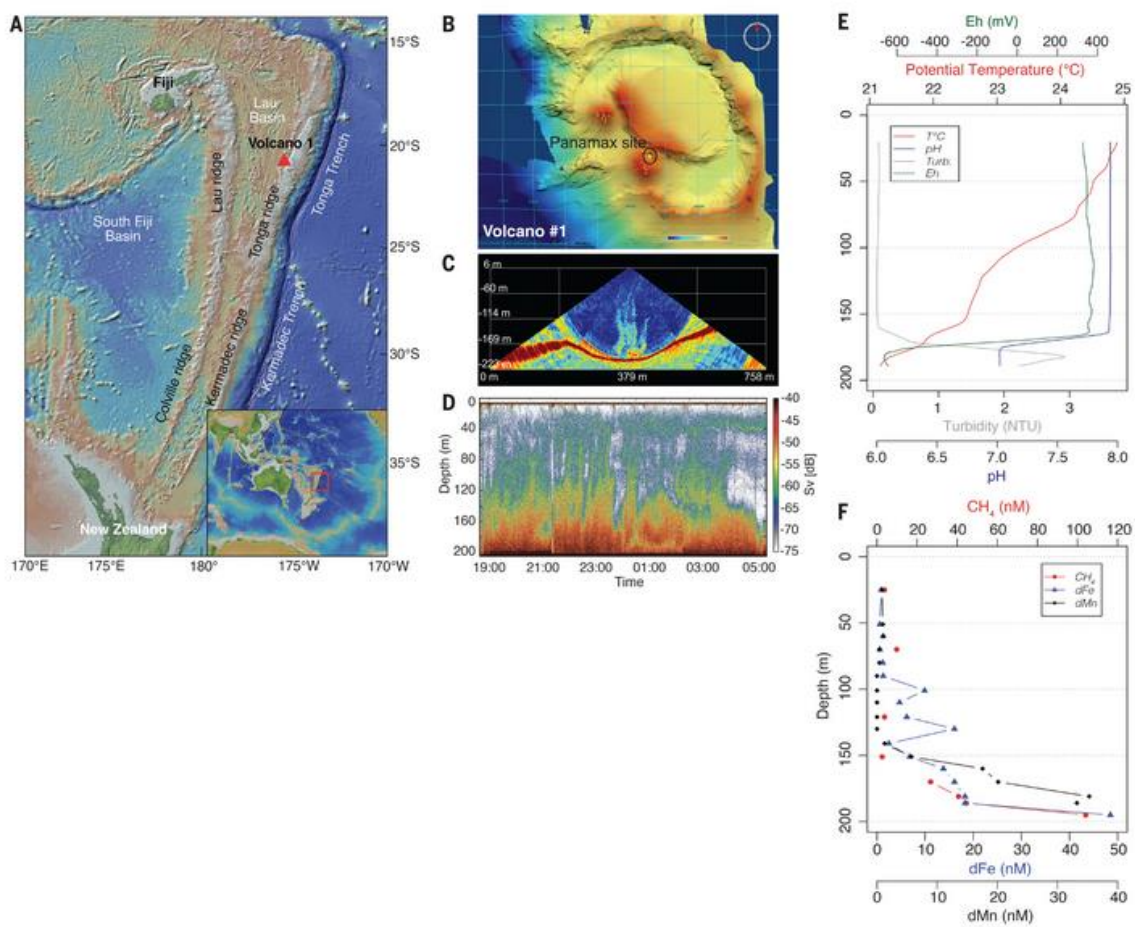 A
Fiji
Lau
Basin
Volcano 1
Lau ridge
Tonga ridge
Tonga Trench
South Fiji
Basin
Colville ridge
Kermadec ridge
Kermadec Trench
New Zealand
15°S
20°S
25°S
30°S
35°S
170°E
175°E
180°
175°W
170°W
B
Panamax site
Volcano #1
C
6 m
-60 m
-114 m
-169 m
-223 m
0 m
379 m
758 m
D
Depth (m)
0
40
80
120
160
200
19:00
21:00
23:00
01:00
03:00
05:00
Time
-40
-45
-50
-55
-60
-65
-70
-75
Sv [dB]
E
Eh (mV)
-600
-400
-200
0
200
400
Potential Temperature (°C)
21
22
23
24
25
T°C
pH
Turb.
Eh
0
50
100
150
200
0
1
2
3
Turbidity (NTU)
6.0
6.5
7.0
7.5
8.0
pH
F
CH4 (nM)
0
20
40
60
80
100
120
CH4
dFe
dMn
Depth (m)
0
50
100
150
200
0
10
20
30
40
50
dFe (nM)
0
10
20
30
40
dMn (nM)